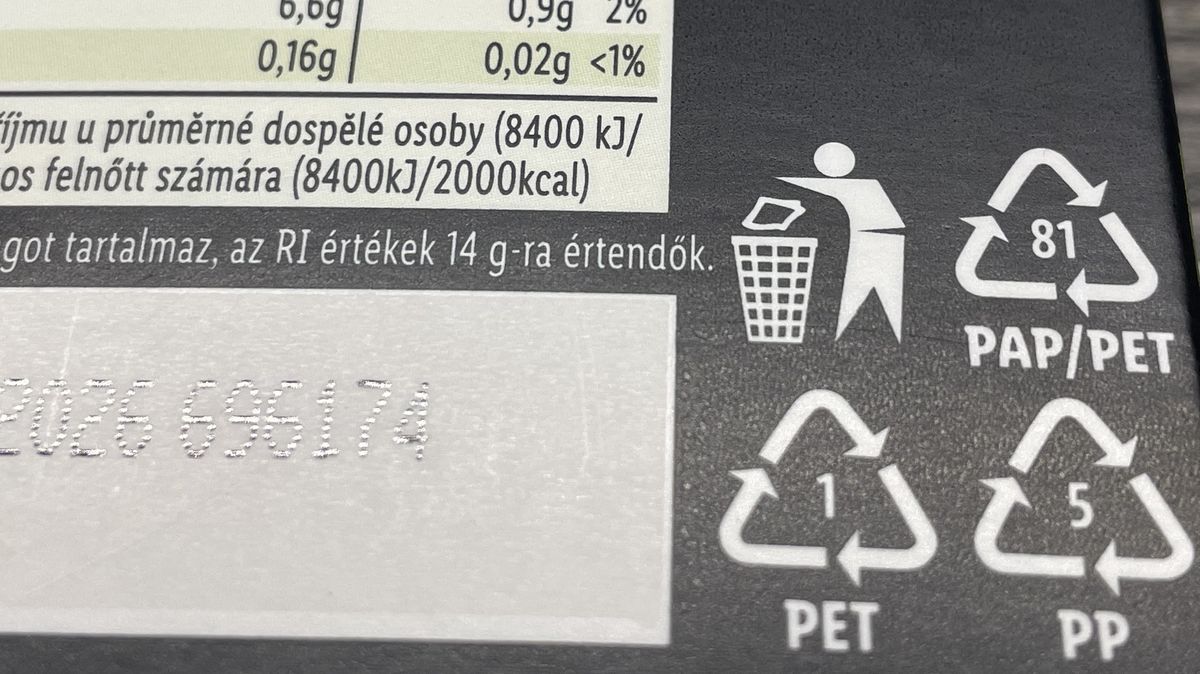 6,6g 0,9g 2%
0,16g 0,02g <1%
říjmu u průměrné dospělé osoby (8400 kJ/
os felnőtt számára (8400kJ/2000kcal)
got tartalmaz, az RI értékek 14 g-ra értendők.
2026 696174
81
PAP/PET
1
PET
5
PP